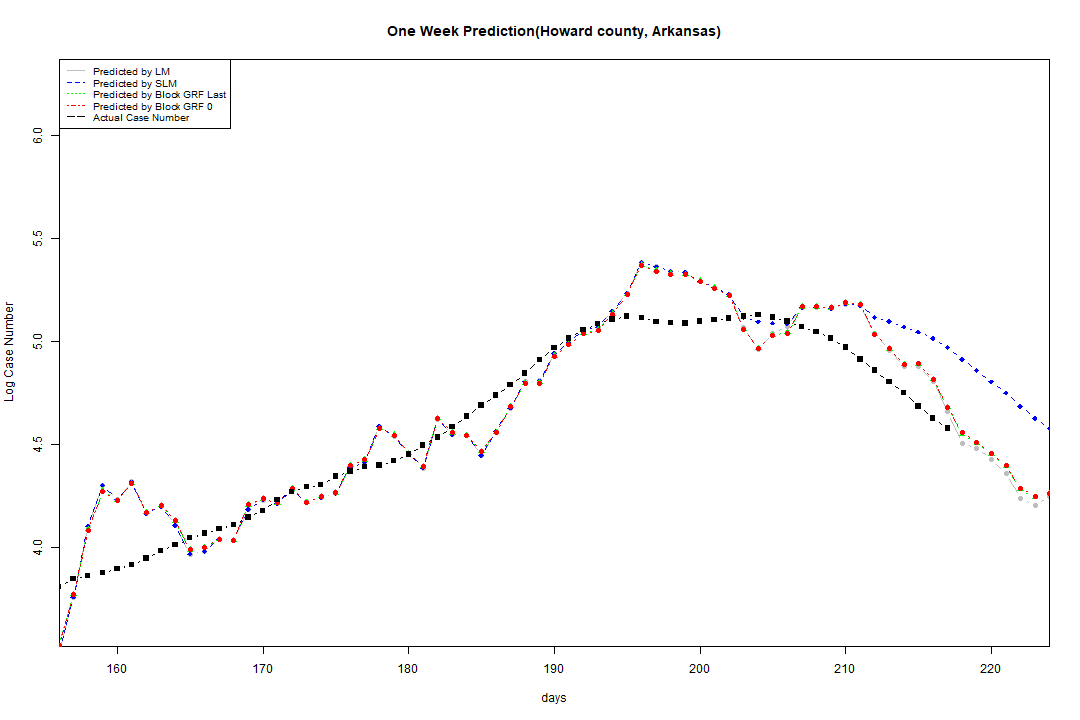 One Week Prediction(Howard county, Arkansas)
Predicted by LM
Predicted by SLM
Predicted by Block GRF Last
Predicted by Block GRF 0
Actual Case Number
Log Case Number
6.0
5.5
5.0
4.5
4.0
160 170 180 190 200 210 220
days